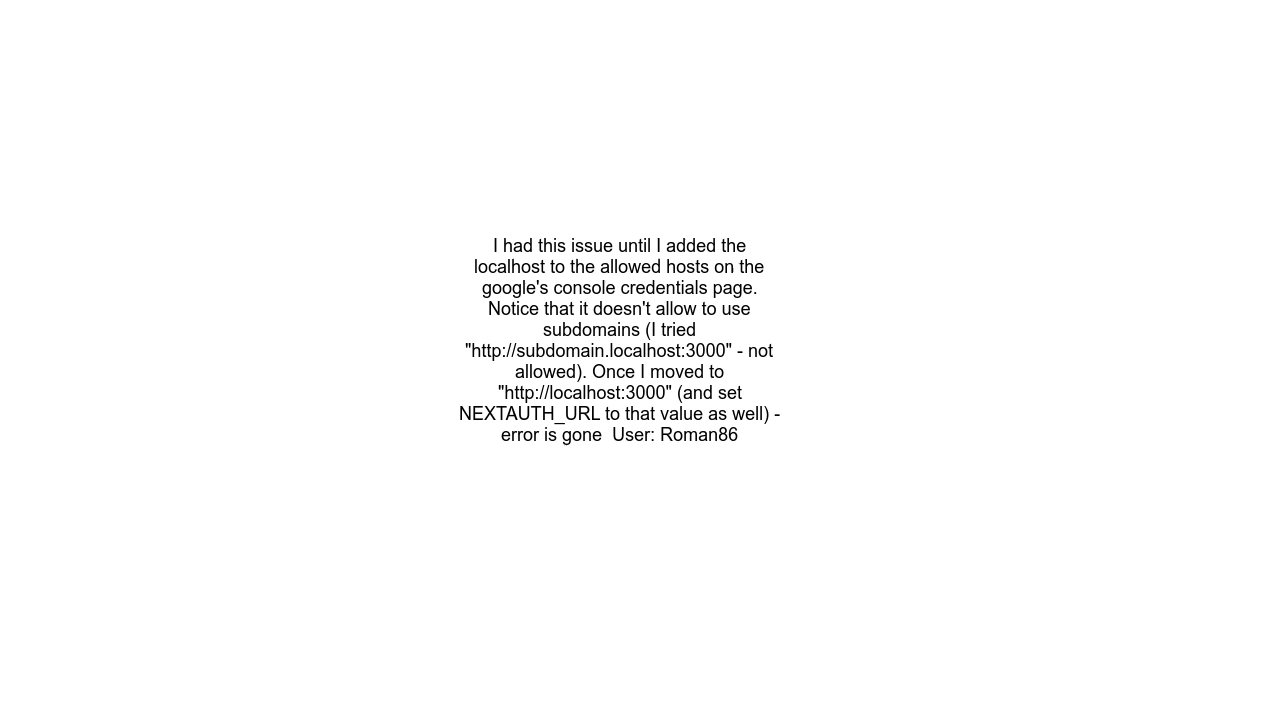 I had this issue until I added the
localhost to the allowed hosts on the
google's console credentials page.
Notice that it doesn't allow to use
subdomains (I tried
"http://subdomain.localhost:3000" - not
allowed). Once I moved to
"http://localhost:3000" (and set
NEXTAUTH_URL to that value as well) -
error is gone  User: Roman86